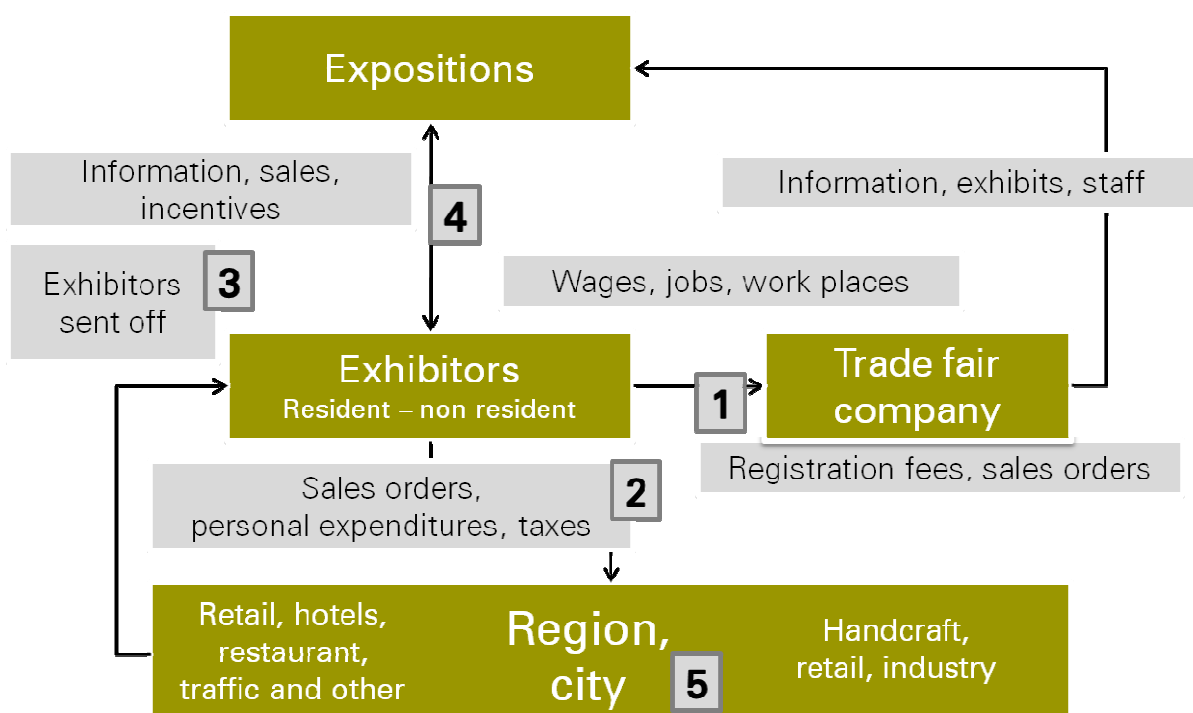 Expositions
Information, sales,
incentives
4
Information, exhibits, staff
Exhibitors
sent off
3
Wages, jobs, work places
Exhibitors
Resident – non resident
1
Trade fair
company
Registration fees, sales orders
Sales orders,
personal expenditures, taxes
2
Retail, hotels,
restaurant,
traffic and other
Region,
city
5
Handcraft,
retail, industry